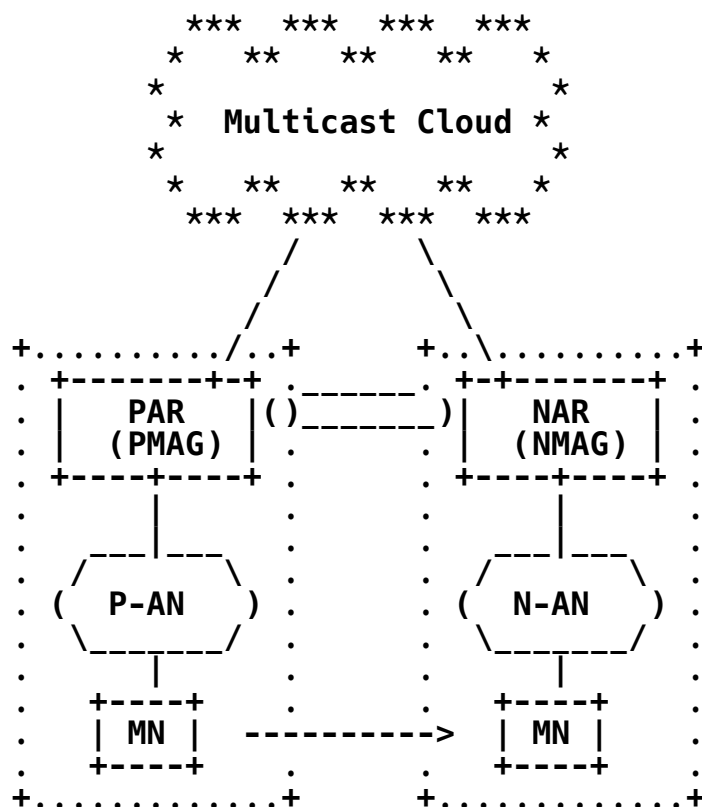 Multicast Cloud
PAR NAR
(PMAG) (NMAG)
P-AN N-AN
MN MN